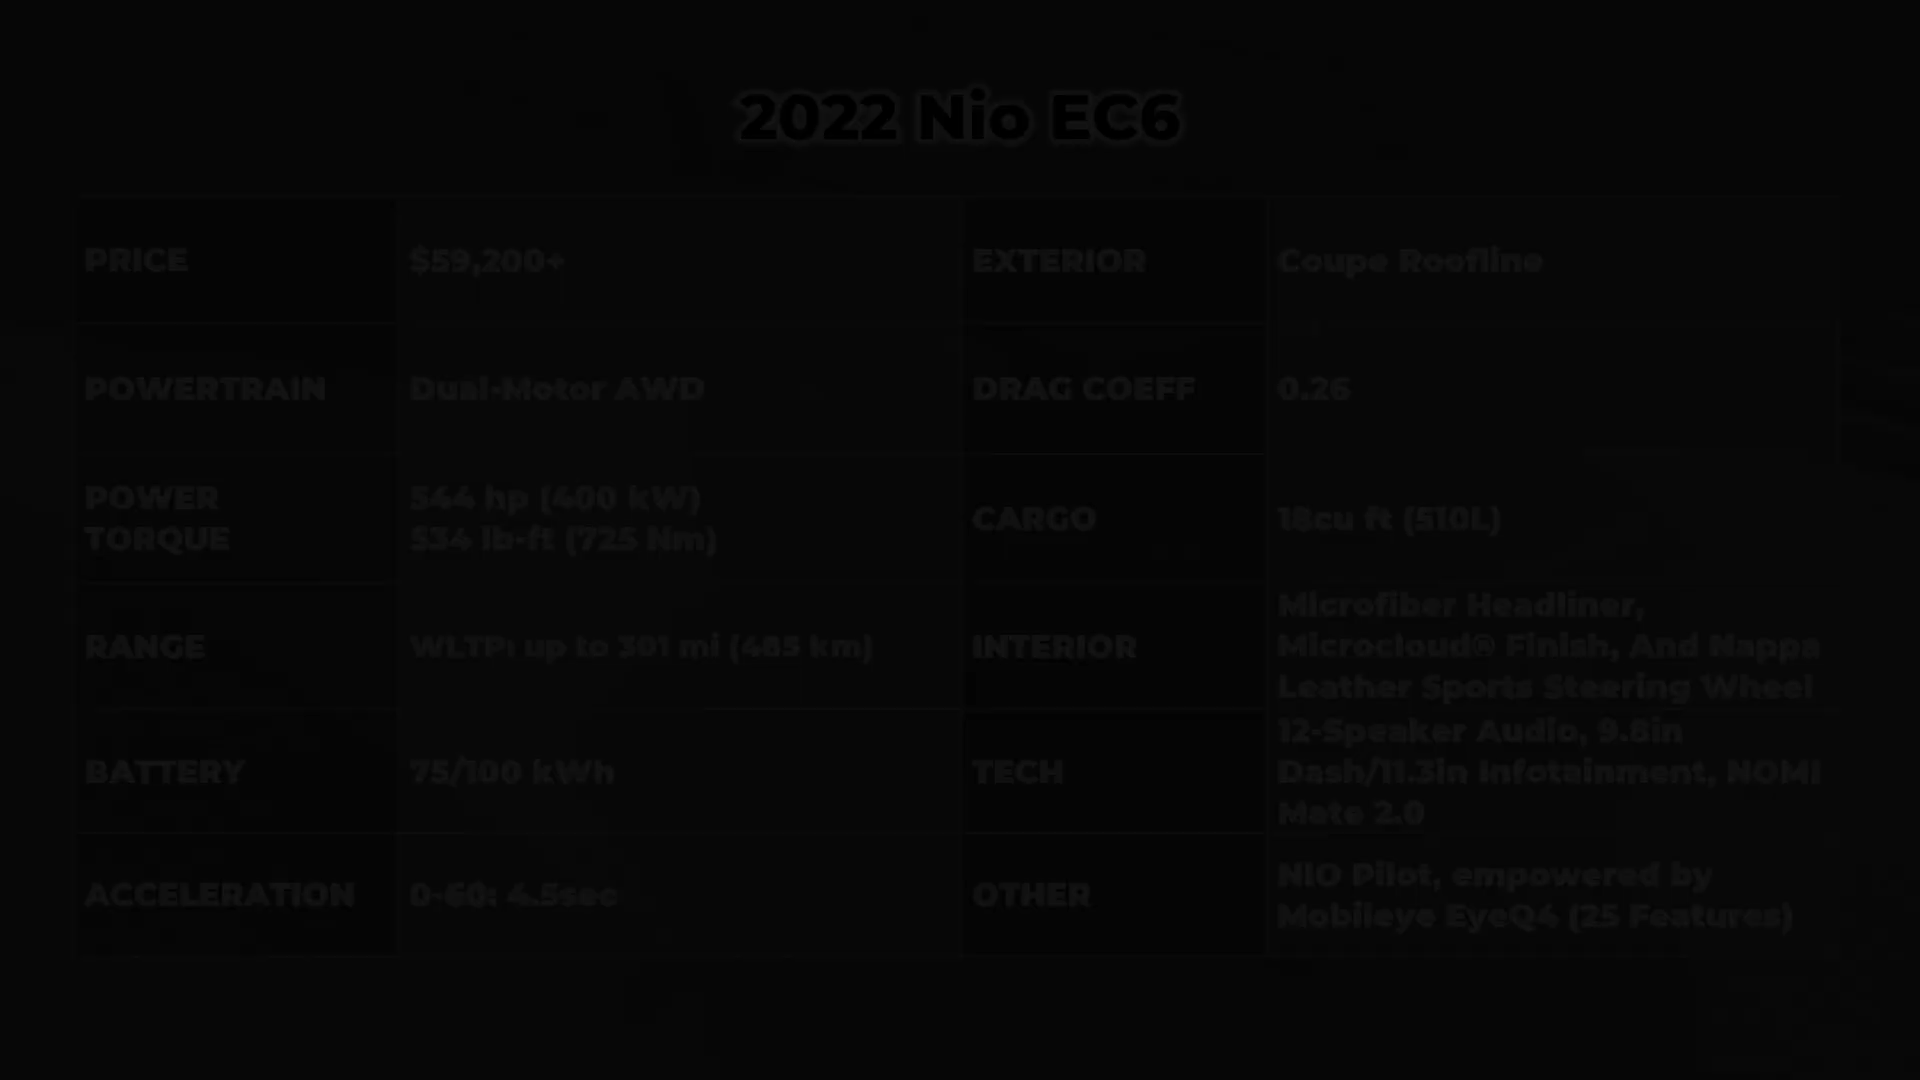 2022 Nio EC6
PRICE
$59,200+
EXTERIOR
Coupe Roofline
POWERTRAIN
Dual-Motor AWD
DRAG COEFF
0.26
POWER
TORQUE
544 hp (400 kW)
534 lb-ft (725 Nm)
CARGO
18cu ft (510L)
RANGE
WLTP: up to 301 mi (485 km)
INTERIOR
Microfiber Headliner,
Microcloud® Finish, And Nappa
Leather Sports Steering Wheel
BATTERY
75/100 kWh
TECH
12-Speaker Audio, 9.8in
Dash/11.3in Infotainment, NOMI
Mate 2.0
ACCELERATION
0-60: 4.5sec
OTHER
NIO Pilot, empowered by
Mobileye EyeQ4 (25 Features)